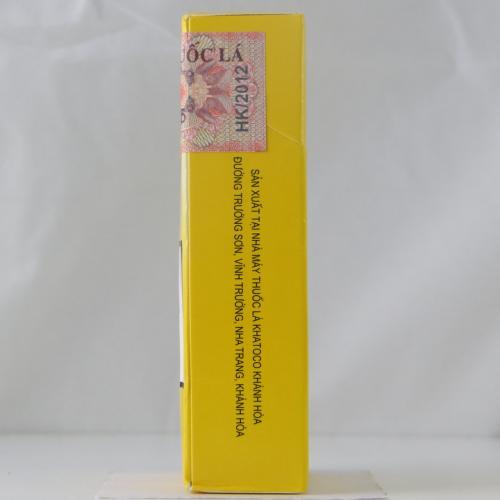 UỐC LÁ
HK/2012
SẢN XUẤT TẠI NHÀ MÁY THUỐC LÁ KHATOCO KHÁNH HÒA
ĐƯỜNG TRƯỜNG SƠN, VĨNH TRƯỜNG, NHA TRANG, KHÁNH HÒA